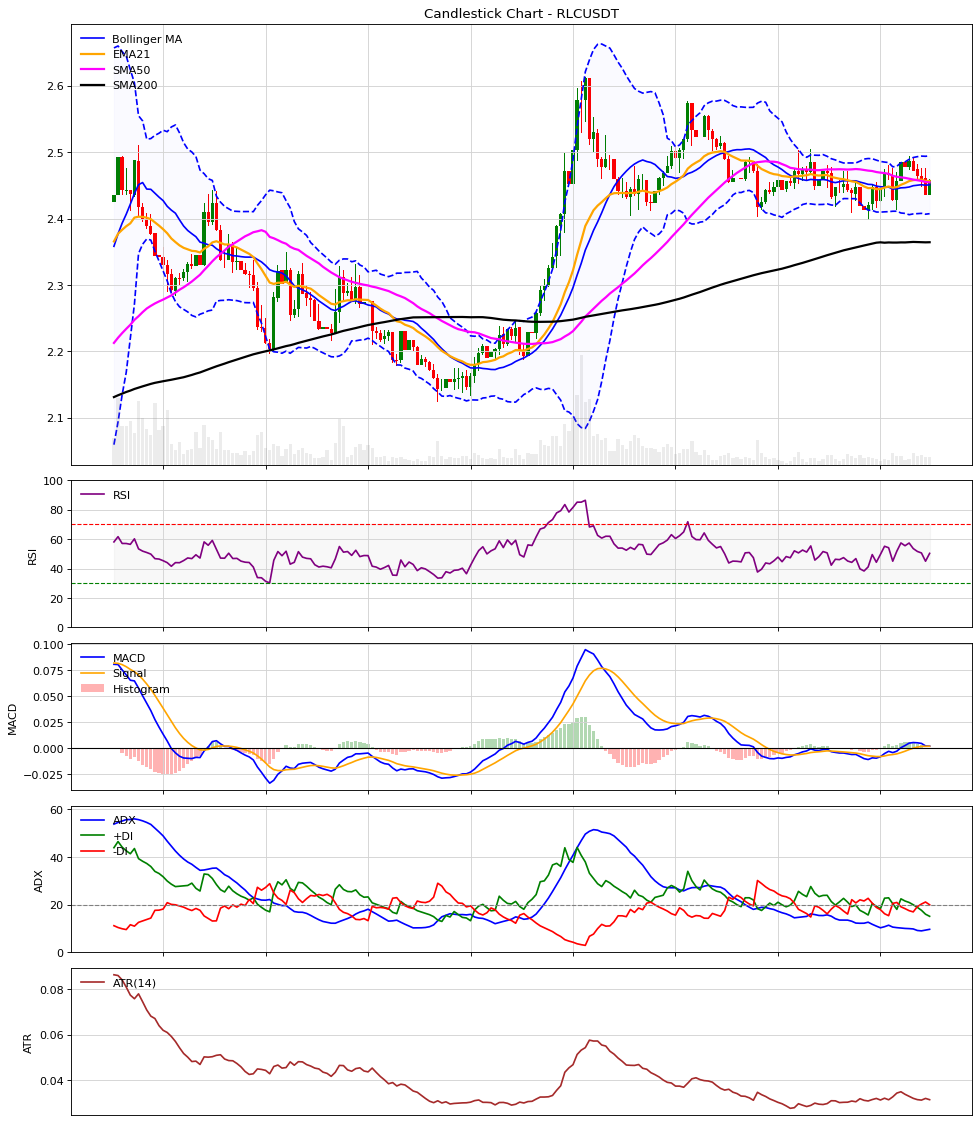 Candlestick Chart - RLCUSDT
Bollinger MA
EMA21
SMA50
SMA200
2.6
2.5
2.4
2.3
2.2
2.1
RSI
RSI
100
80
60
40
20
0
MACD
MACD
Signal
Histogram
0.100
0.075
0.050
0.025
0.000
−0.025
ADX
ADX
+DI
-DI
60
40
20
0
ATR
ATR(14)
0.08
0.06
0.04